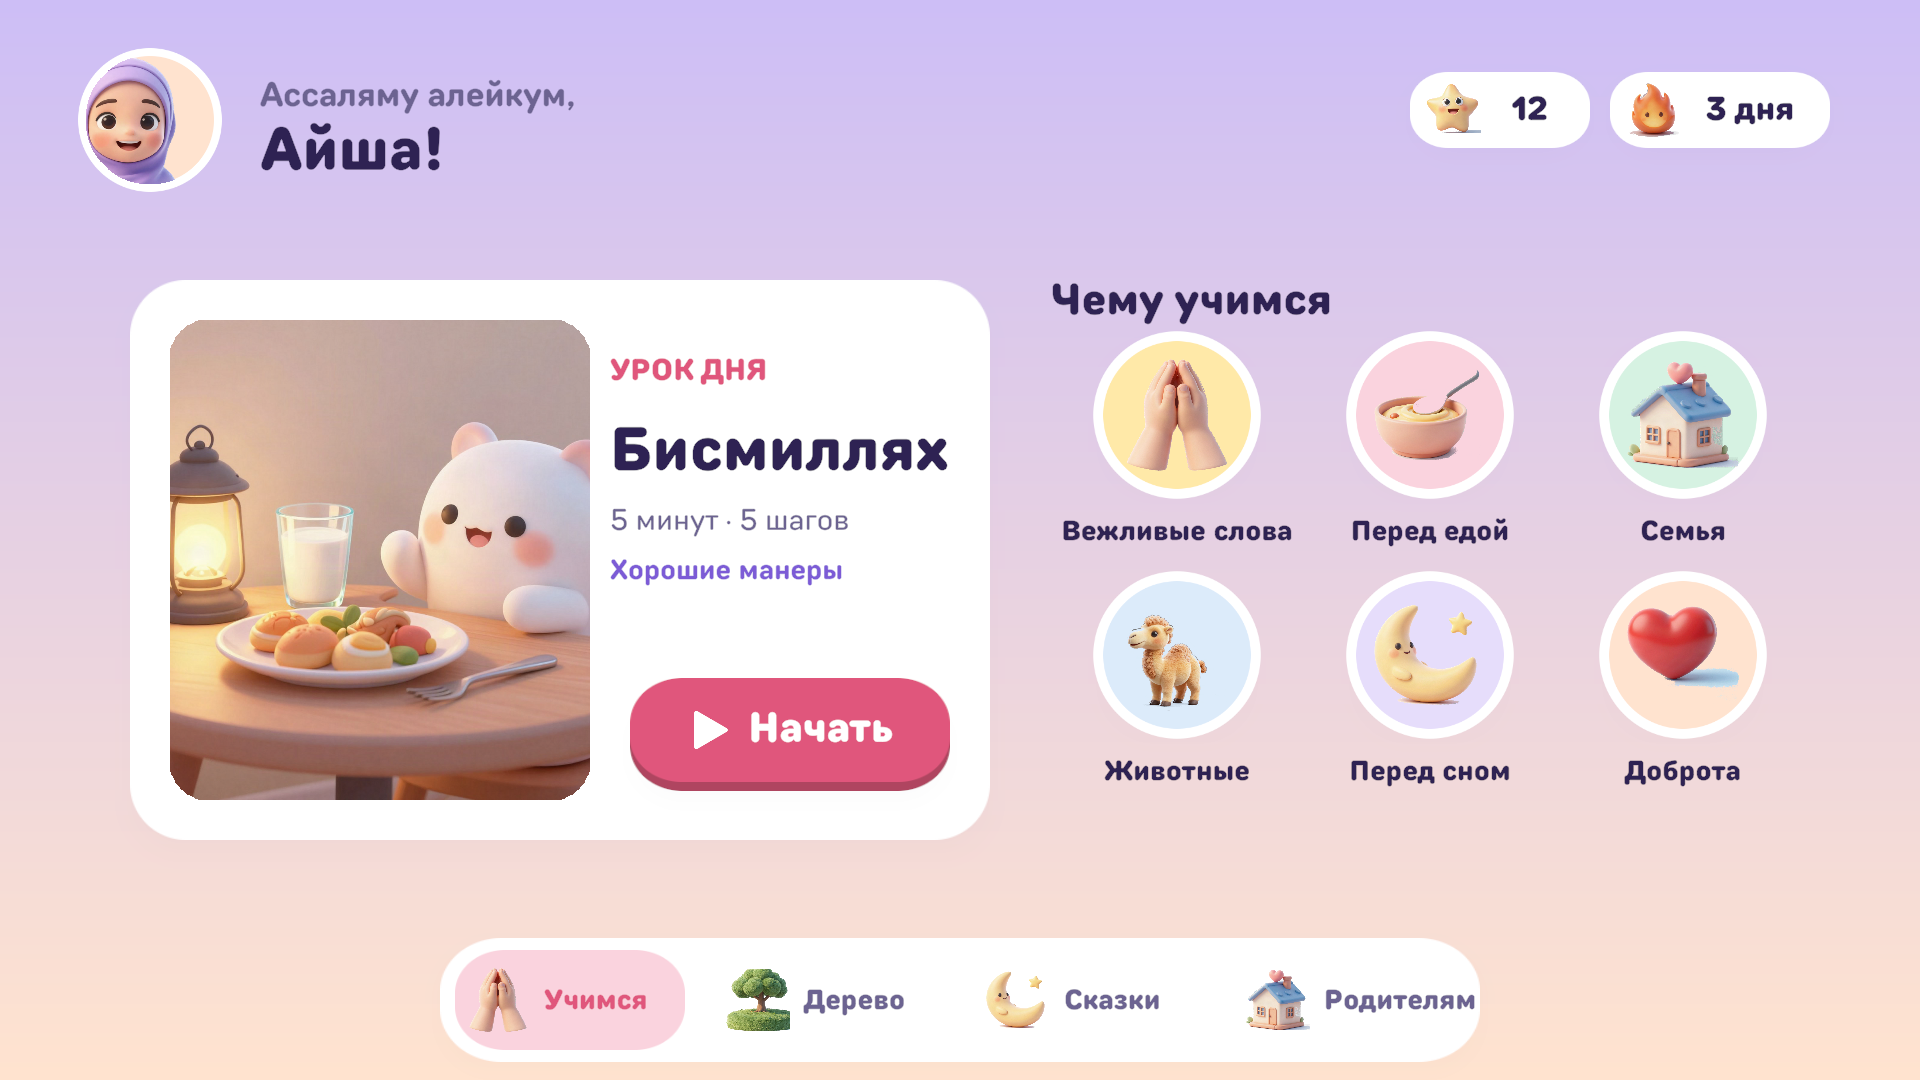 Ассаляму алейкум,
Айша!
12
3 дня
УРОК ДНЯ
Бисмиллях
5 минут · 5 шагов
Хорошие манеры
Начать
Чему учимся
Вежливые слова
Перед едой
Семья
Животные
Перед сном
Доброта
Учимся
Дерево
Сказки
Родителям